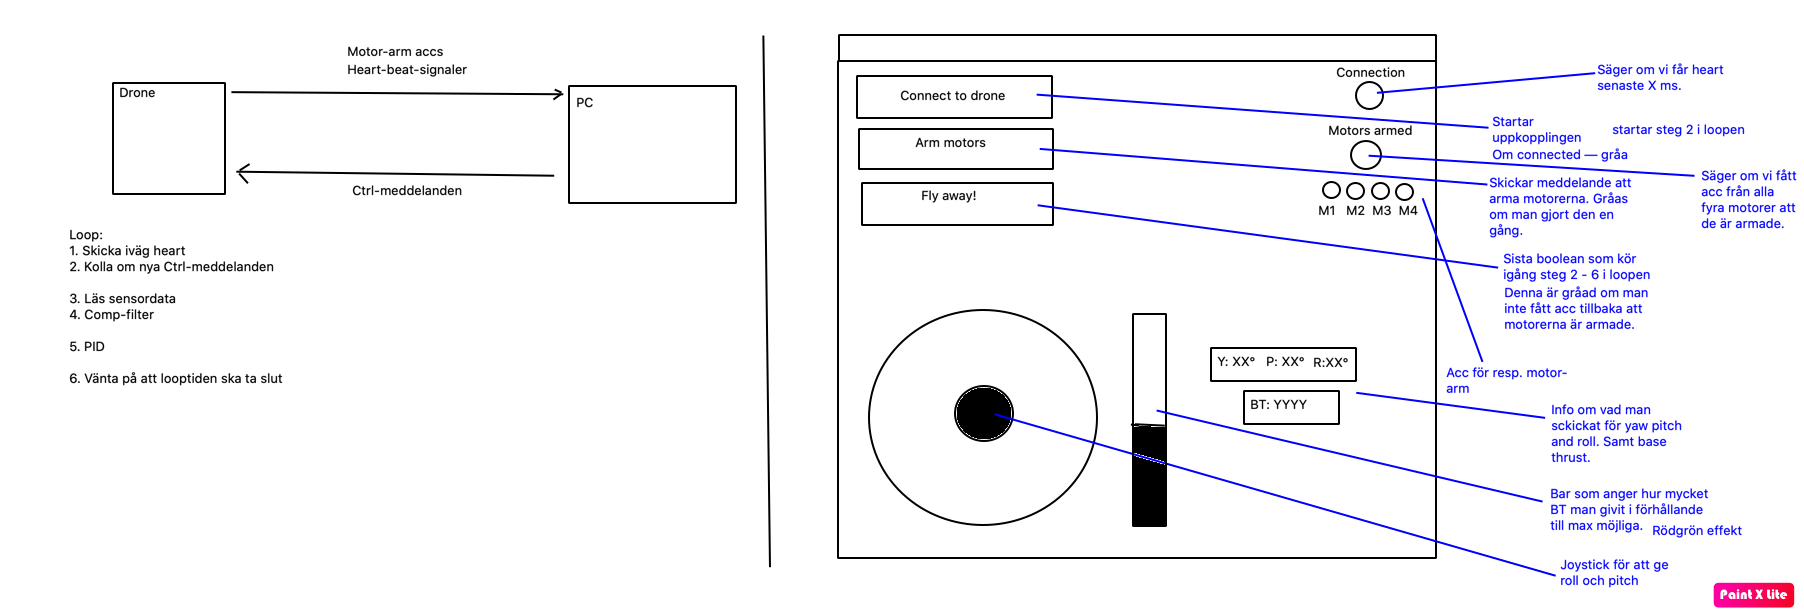 Motor-arm accs
Heart-beat-signaler
Drone
PC
Ctrl-meddelanden
Loop:
1. Skicka iväg heart
2. Kolla om nya Ctrl-meddelanden
3. Läs sensordata
4. Comp-filter
5. PID
6. Vänta på att looptiden ska ta slut
Connect to drone
Arm motors
Fly away!
Connection
Motors armed
M1 M2 M3 M4
Y: XX° P: XX° R:XX°
BT: YYYY
Säger om vi får heart
senaste X ms.
Startar
uppkopplingen
startar steg 2 i loopen
Om connected — gråa
Skickar meddelande att
arma motorerna. Gråas
om man gjort den en
gång.
Säger om vi fått
acc från alla
fyra motorer att
de är armade.
Sista boolean som kör
igång steg 2 - 6 i loopen
Denna är gråad om man
inte fått acc tillbaka att
motorerna är armade.
Acc för resp. motor-
arm
Info om vad man
sckickat för yaw pitch
and roll. Samt base
thrust.
Bar som anger hur mycket
BT man givit i förhållande
till max möjliga.
Rödgrön effekt
Joystick för att ge
roll och pitch
Paint X Lite